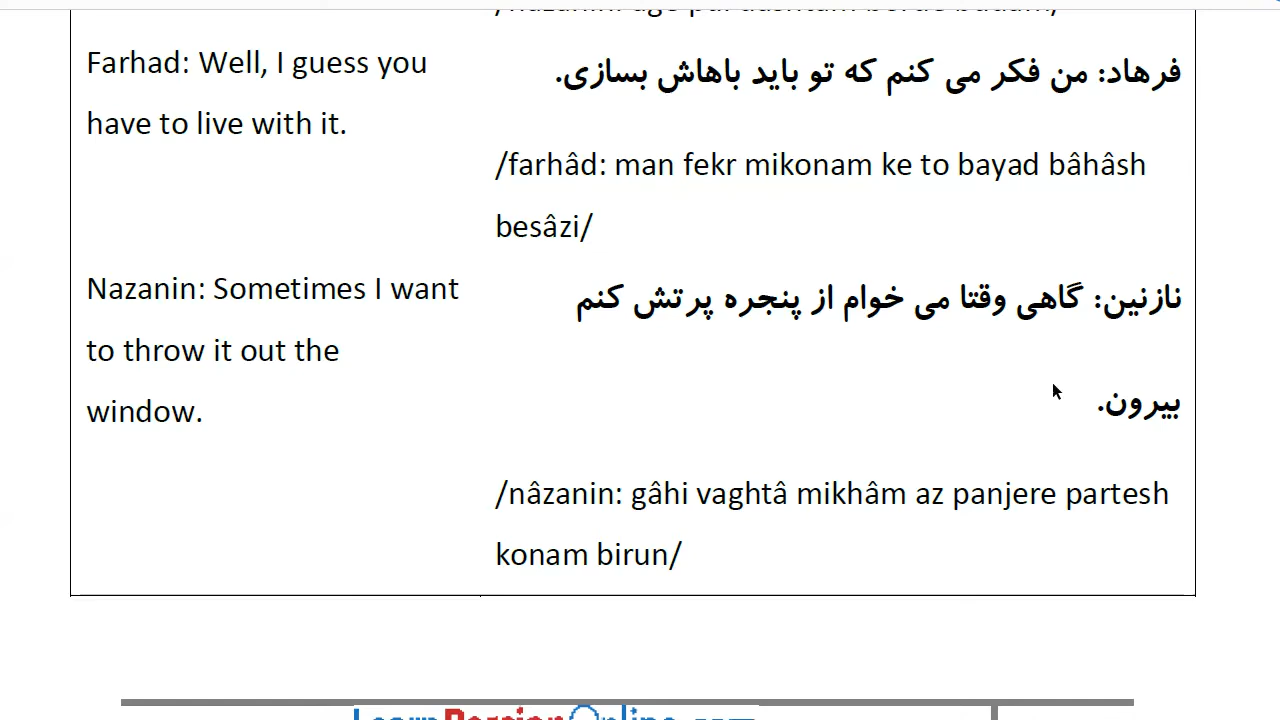 Farhad: Well, I guess you
have to live with it.
فرهاد: من فکر می کنم که تو باید باهاش بسازی.
/farhâd: man fekr mikonam ke to bayad bâhâsh
besâzi/
Nazanin: Sometimes I want
to throw it out the
window.
نازنین: گاهی وقتا می خوام از پنجره پرتش کنم
بیرون.
/nâzanin: gâhi vaghtâ mikhâm az panjere partesh
konam birun/